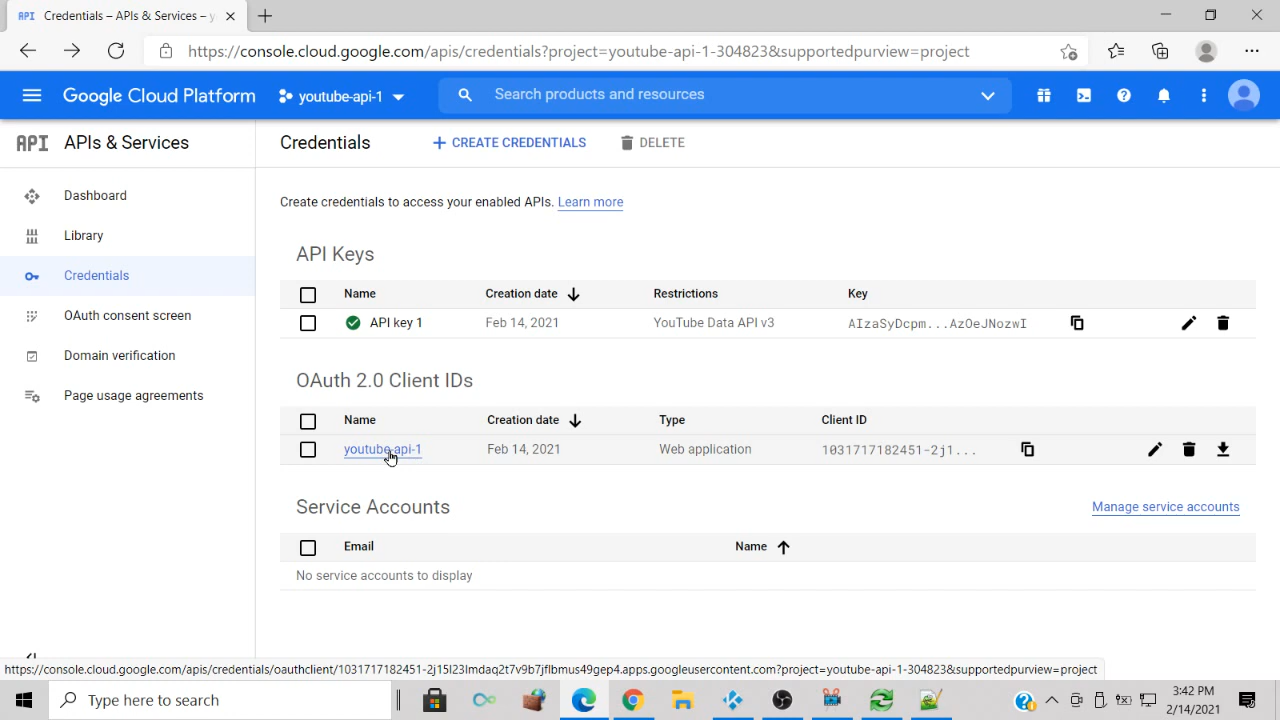 API Credentials – APIs & Services – y
https://console.cloud.google.com/apis/credentials?project=youtube-api-1-304823&supportedpurview=project
Google Cloud Platform youtube-api-1 Search products and resources
API APIs & Services
Credentials + CREATE CREDENTIALS DELETE
Dashboard
Library
Credentials
OAuth consent screen
Domain verification
Page usage agreements
Create credentials to access your enabled APIs. Learn more
API Keys
Name Creation date Restrictions Key
API key 1 Feb 14, 2021 YouTube Data API v3 AIzaSyDcpm...AzOeJNozwI
OAuth 2.0 Client IDs
Name Creation date Type Client ID
youtube-api-1 Feb 14, 2021 Web application 1031717182451-2j1...
Service Accounts Manage service accounts
Email Name
No service accounts to display
https://console.cloud.google.com/apis/credentials/oauthclient/1031717182451-2j15l23lmdaq2t7v9b7jflbmus49gep4.apps.googleusercontent.com?project=youtube-api-1-304823&supportedpurview=project
Type here to search
3:42 PM
2/14/2021